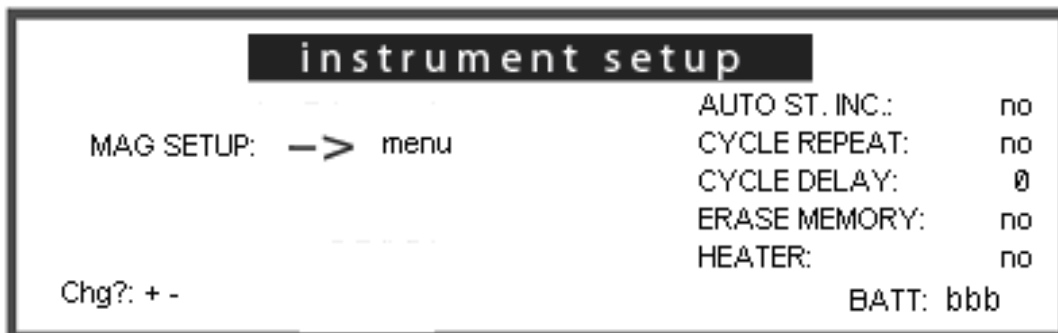 instrument setup
AUTO ST. INC.: no
MAG SETUP: —> menu CYCLE REPEAT: no
CYCLE DELAY: 0
ERASE MEMORY: no
HEATER: no
Chg?: + - BATT: bbb